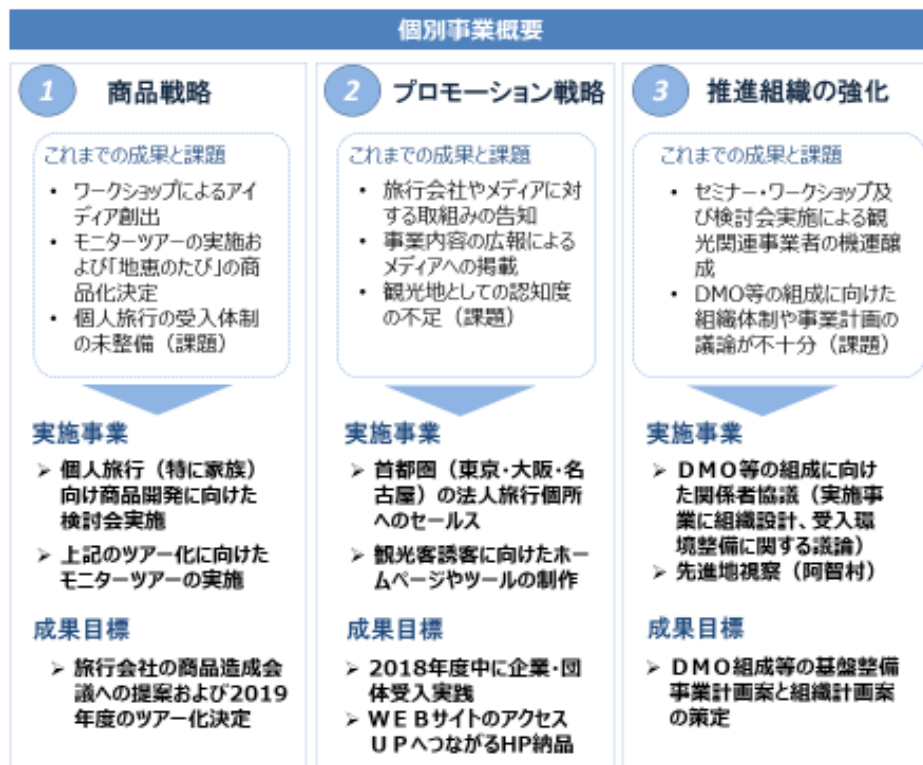 個別事業概要
1 商品戦略
これまでの成果と課題
• ワークショップによるアイ
ディア創出
• モニターツアーの実施お
よび「地恵のたび」の商
品化決定
• 個人旅行の受入体制
の未整備（課題）
実施事業
➢ 個人旅行（特に家族）
向け商品開発に向けた
検討会実施
➢ 上記のツアー化に向けた
モニターツアーの実施
成果目標
➢ 旅行会社の商品造成会
議への提案および2019
年度のツアー化決定
2 プロモーション戦略
これまでの成果と課題
• 旅行会社やメディアに対
する取組みの告知
• 事業内容の広報による
メディアへの掲載
• 観光地としての認知度
の不足（課題）
実施事業
➢ 首都圏（東京・大阪・名
古屋）の法人旅行個所
へのセールス
➢ 観光客誘客に向けたホー
ムページやツールの制作
成果目標
➢ 2018年度中に企業・団
体受入実践
➢ ＷＥＢサイトのアクセス
ＵＰへつながるHP納品
3 推進組織の強化
これまでの成果と課題
• セミナー・ワークショップ及
び検討会実施による観
光関連事業者の機運醸
成
• DMO等の組成に向けた
組織体制や事業計画の
議論が不十分（課題）
実施事業
➢ ＤＭＯ等の組成に向け
た関係者協議（実施事
業に組織設計、受入環
境整備に関する議論）
➢ 先進地視察（阿智村）
成果目標
➢ ＤＭＯ組成等の基盤整備
事業計画案と組織計画案
の策定